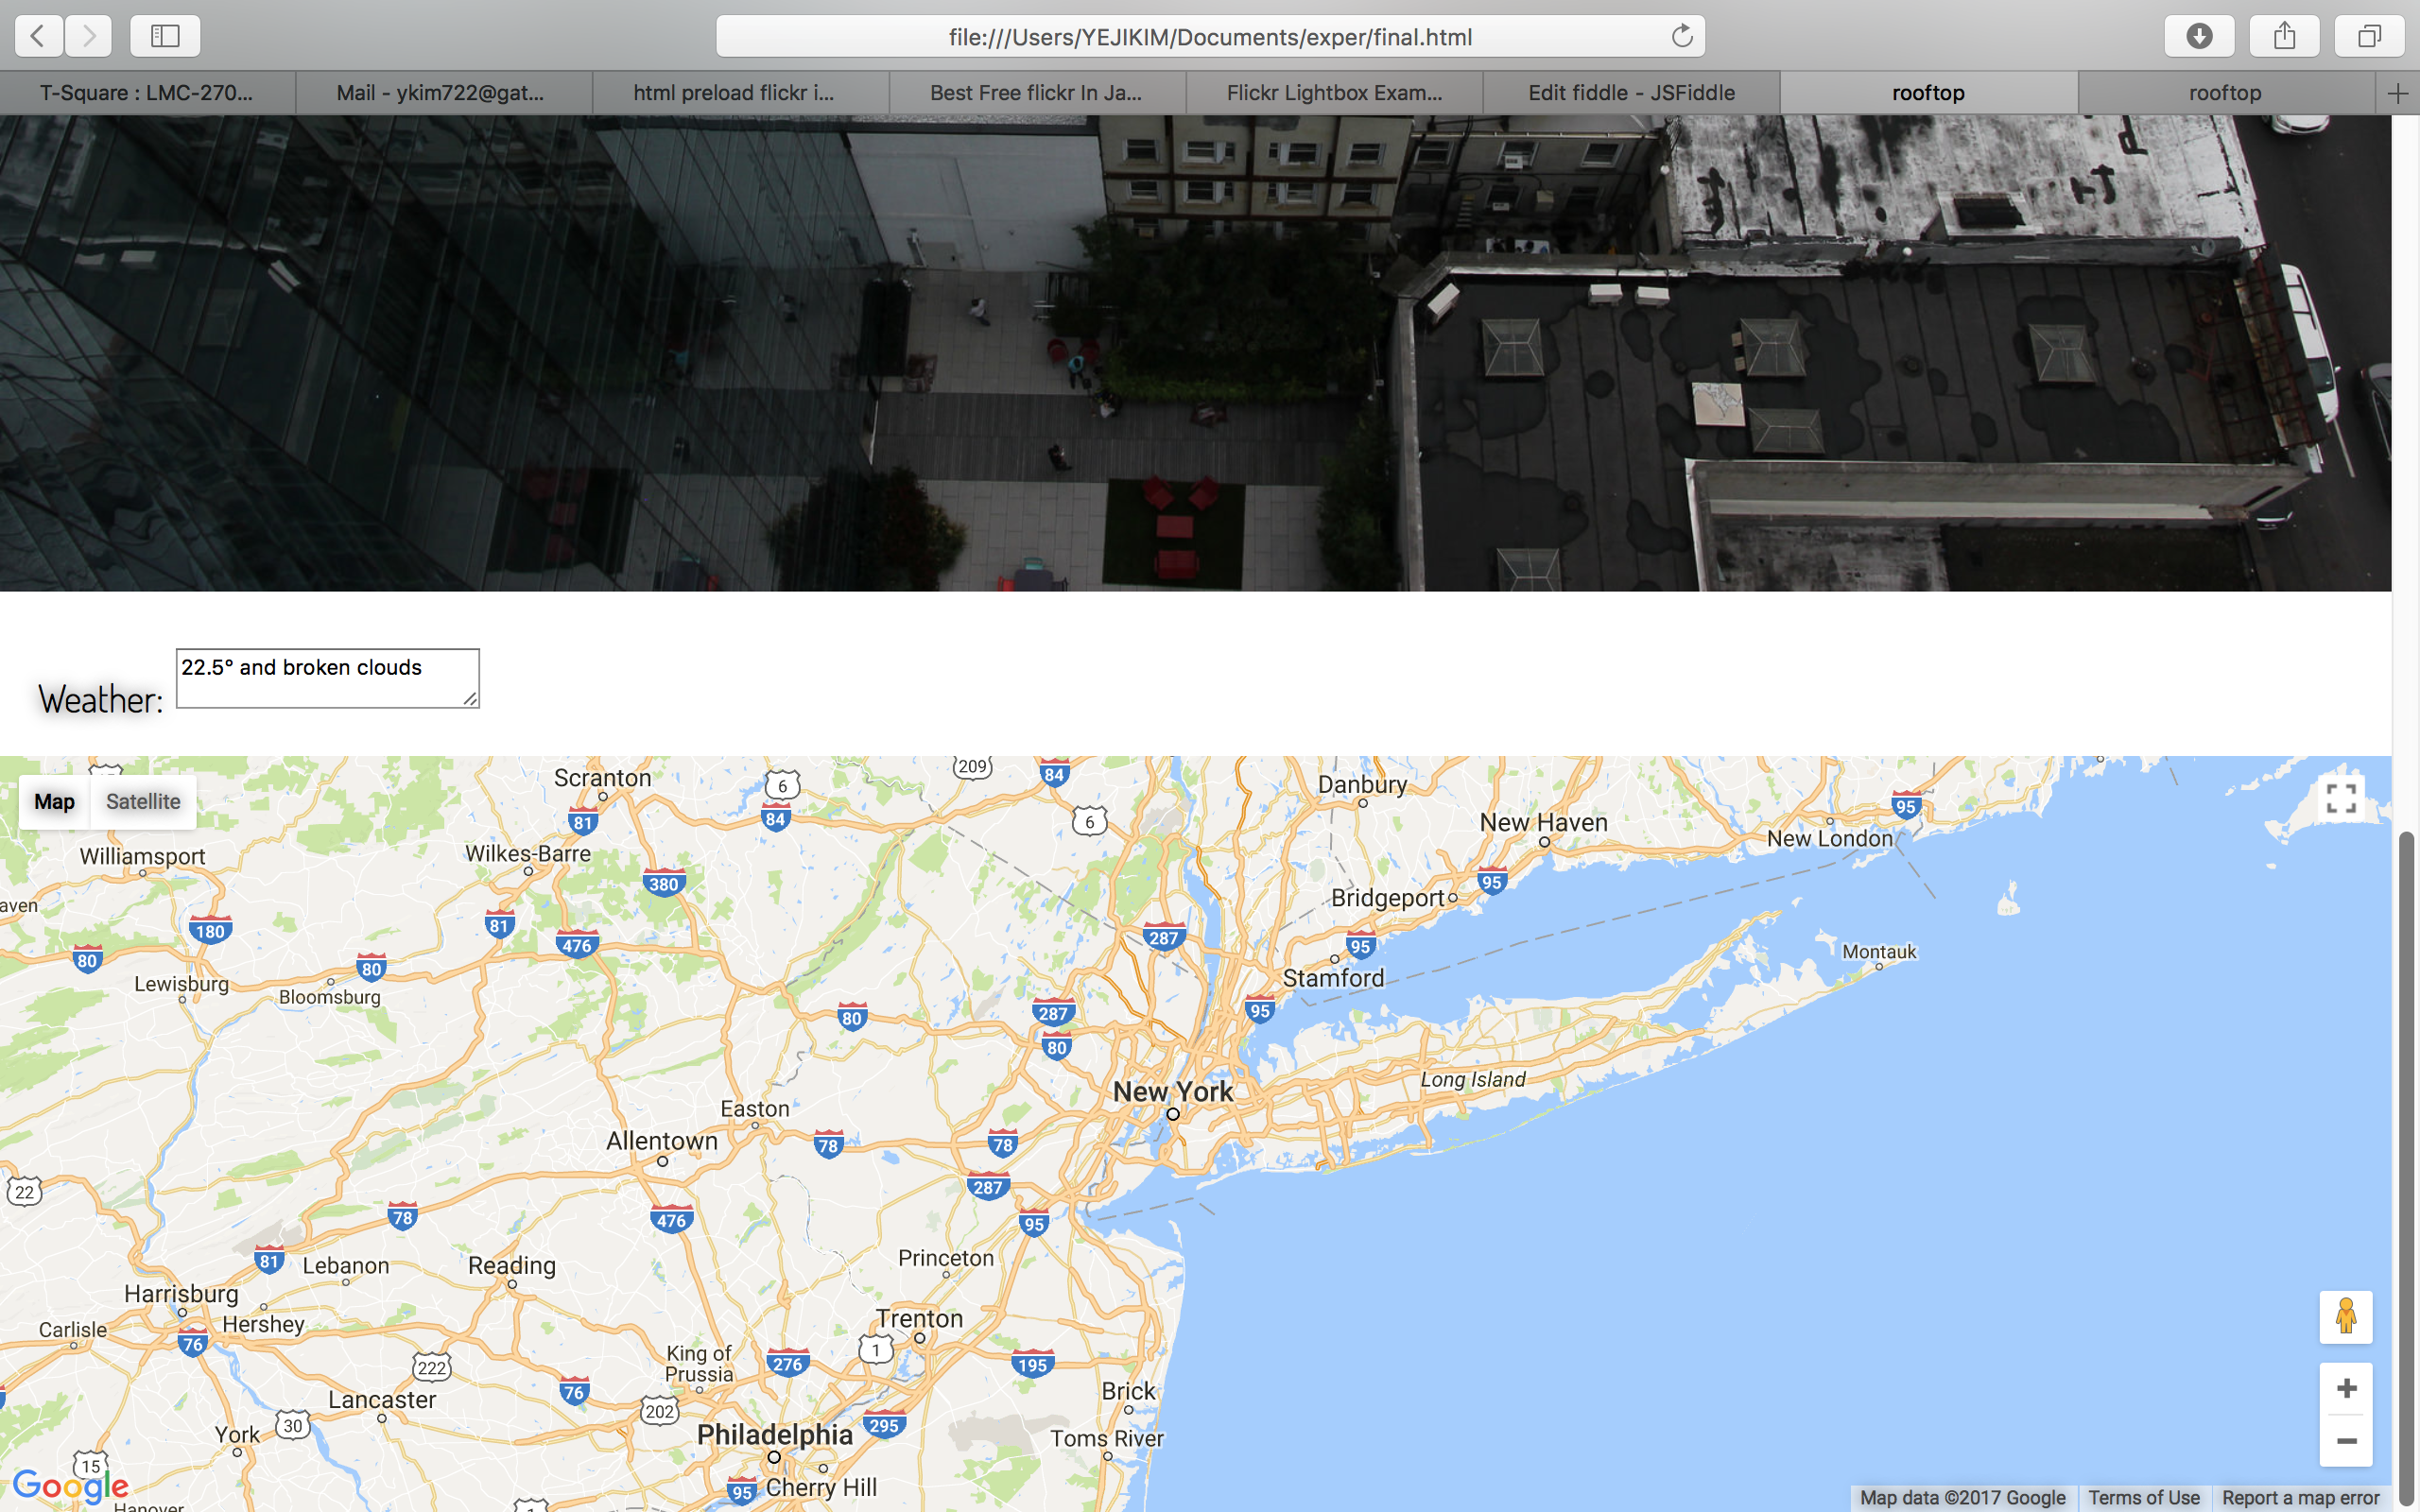 file:///Users/YEJIKIM/Documents/exper/final.html
T-Square : LMC-270...
Mail - ykim722@gat...
html preload flickr i...
Best Free flickr In Ja...
Flickr Lightbox Exam...
Edit fiddle - JSFiddle
rooftop
rooftop
Weather:
22.5° and broken clouds
Map
Satellite
Scranton
6
209
84
Danbury
95
81
84
6
New Haven
New London
Williamsport
Wilkes-Barre
380
95
Bridgeport
aven
180
81
476
287
95
Montauk
80
80
Lewisburg
Bloomsburg
Stamford
80
287
95
80
New York
Long Island
Easton
Allentown
78
78
22
287
78
476
95
81
Lebanon
Reading
Princeton
Harrisburg
Hershey
Carlisle
76
Trenton
1
King of
Prussia
276
195
222
76
Lancaster
202
Brick
30
York
Philadelphia
295
Toms River
15
Google
95
Cherry Hill
Hanover
Map data ©2017 Google
Terms of Use
Report a map error